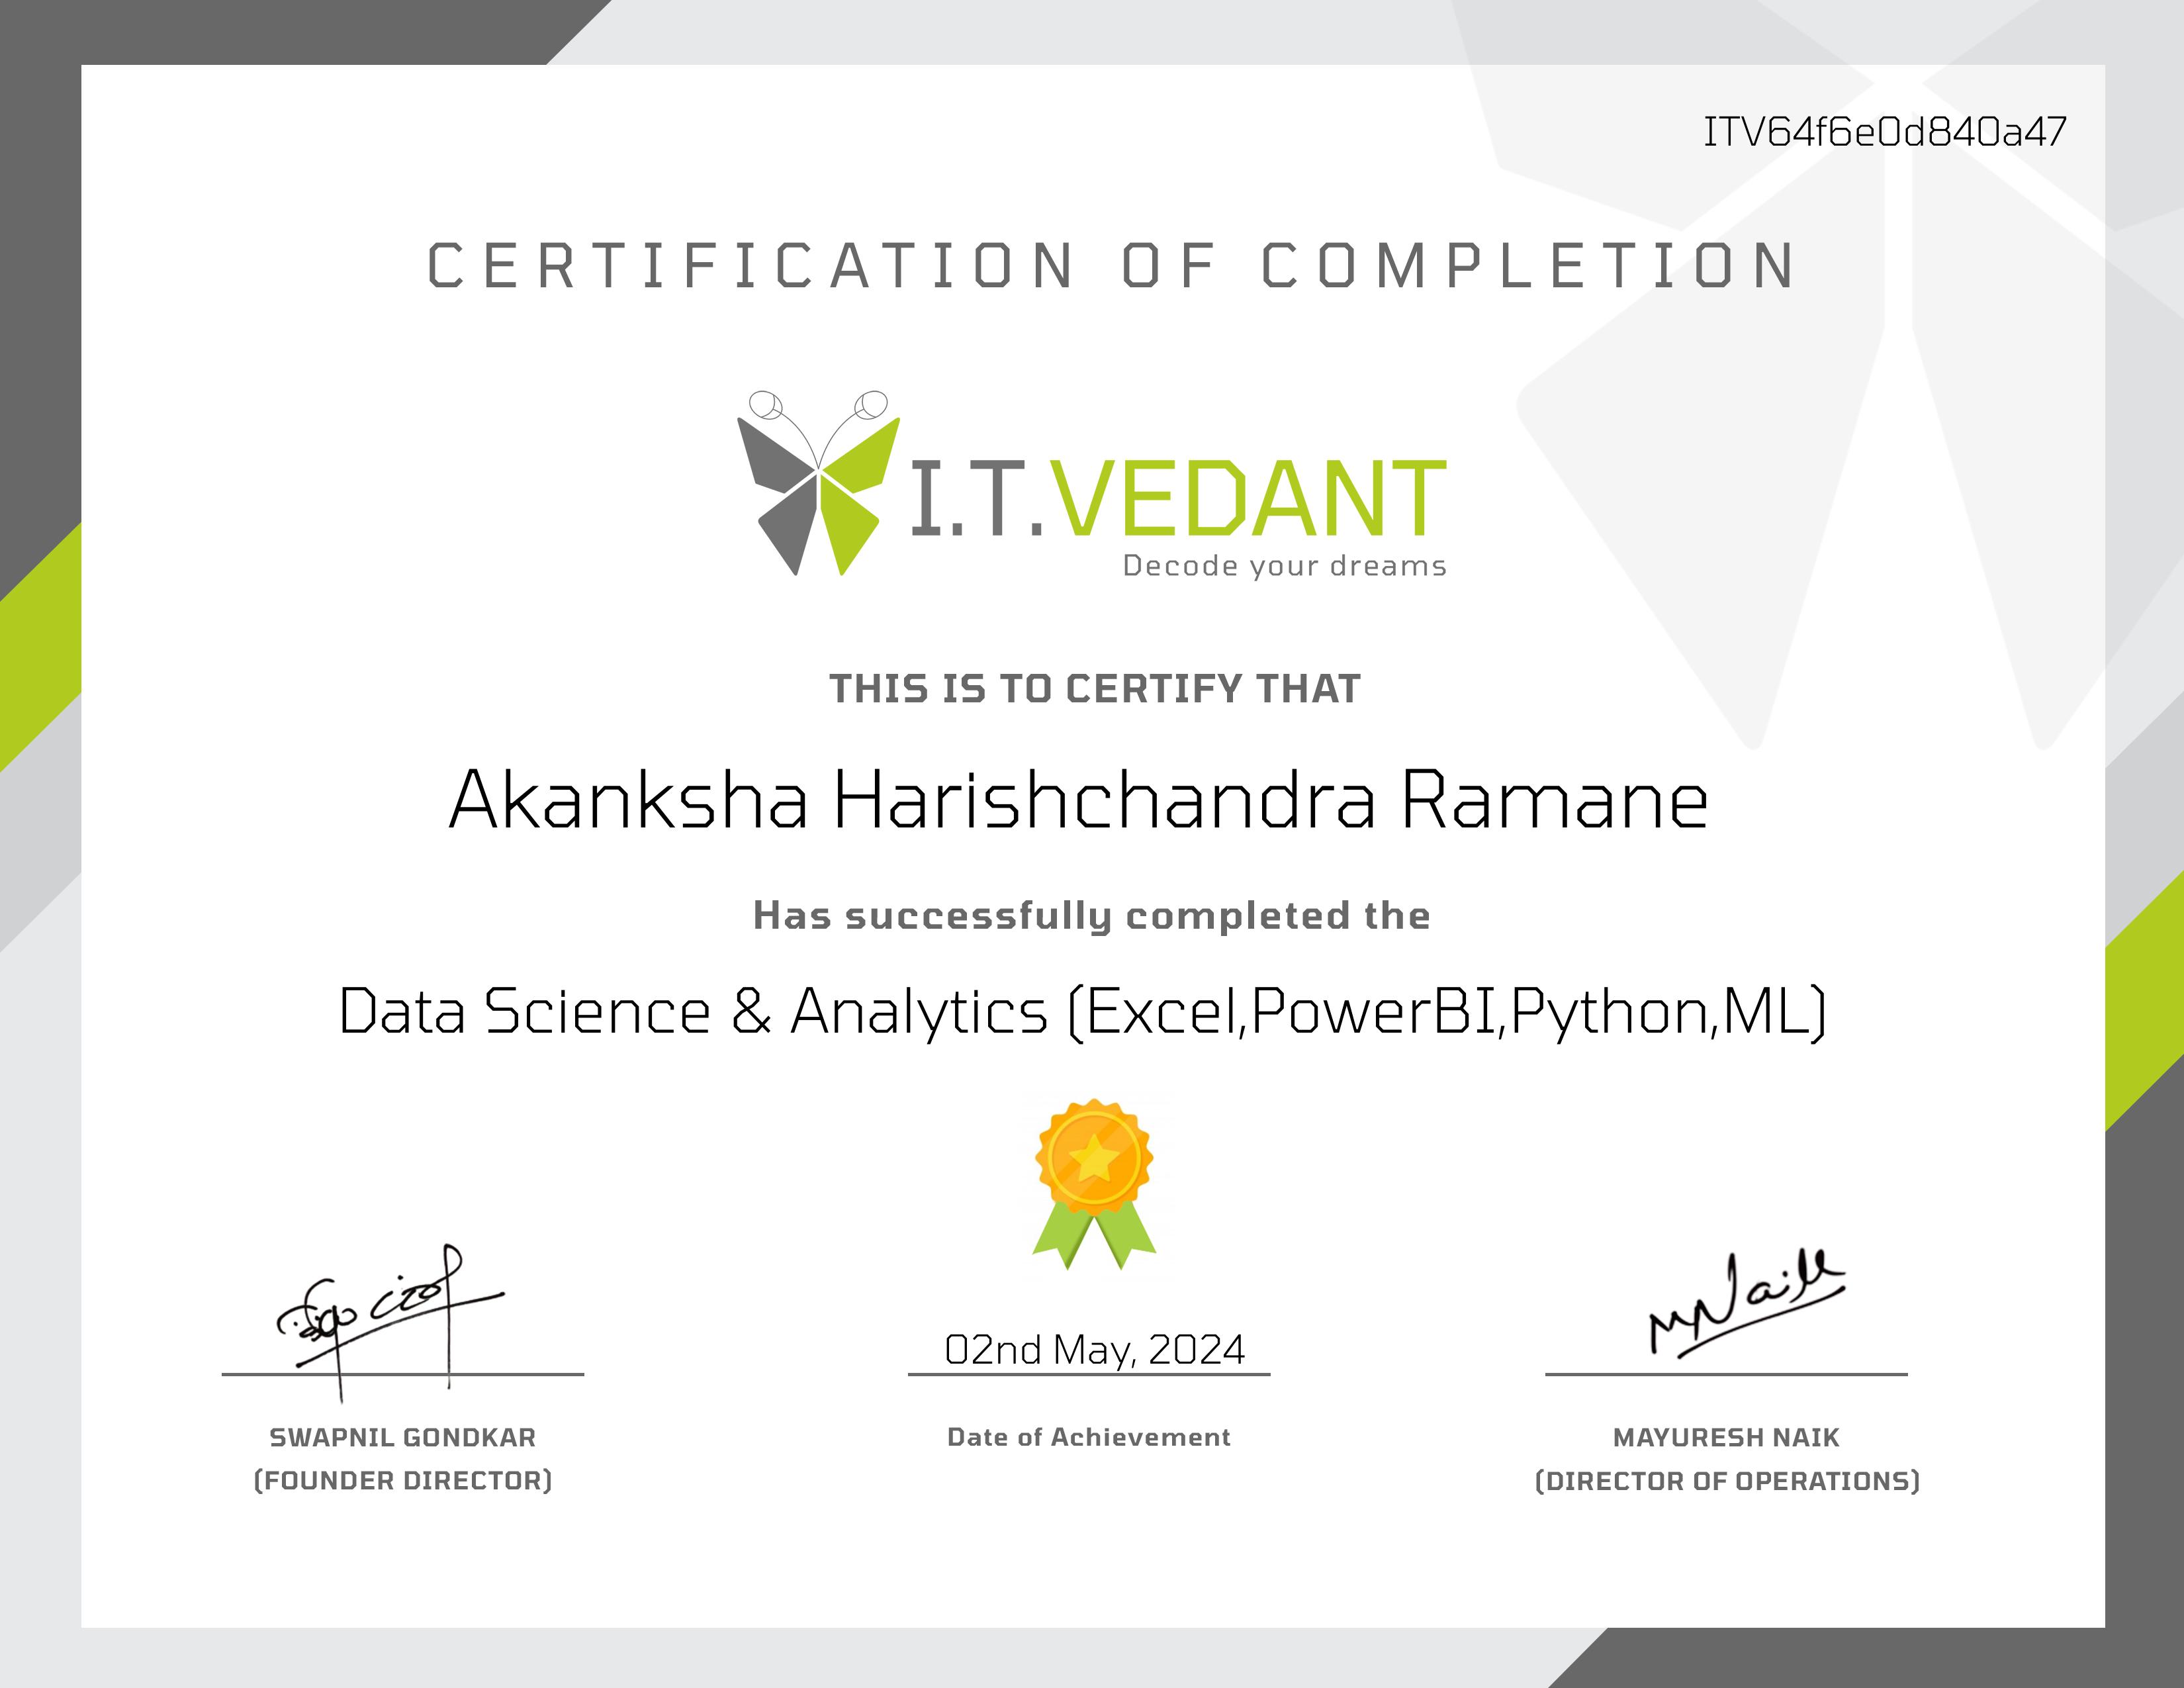 ITV64f6e0d840a47
CERTIFICATION OF COMPLETION
I.T.VEDANT
Decode your dreams
THIS IS TO CERTIFY THAT
Akanksha Harishchandra Ramane
Has successfully completed the
Data Science & Analytics (Excel,PowerBI,Python,ML)
02nd May, 2024
SWAPNIL GONDKAR
(FOUNDER DIRECTOR)
Date of Achievement
MAYURESH NAIK
(DIRECTOR OF OPERATIONS)